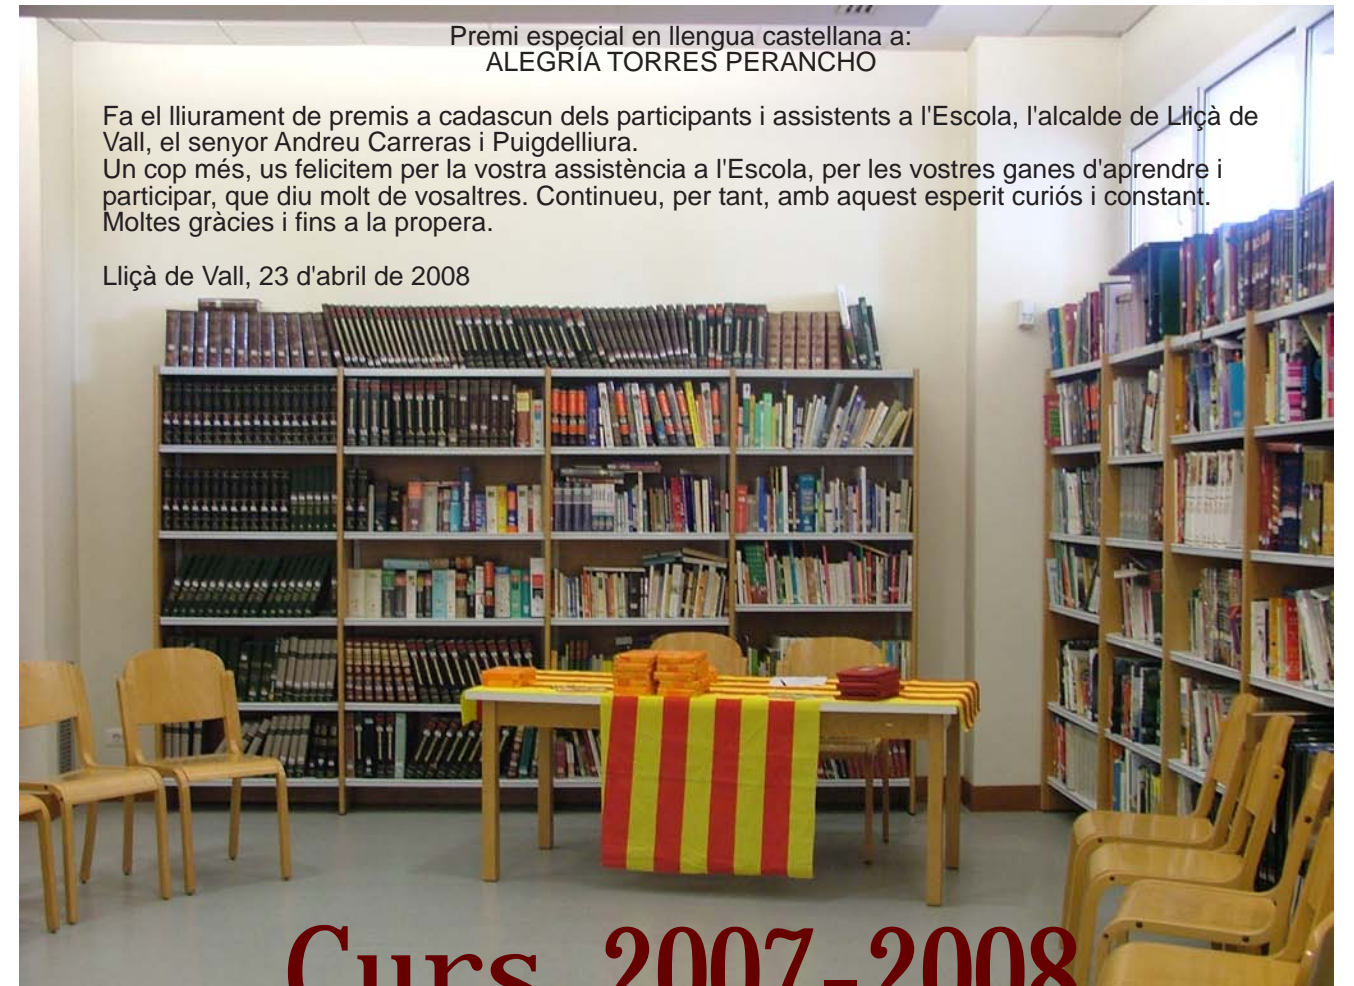 Premi especial en llengua castellana a:
ALEGRÍA TORRES PERANCHO
Fa el lliurament de premis a cadascun dels participants i assistents a l'Escola, l'alcalde de Lliçà de
Vall, el senyor Andreu Carreras i Puigdelliura.
Un cop més, us felicitem per la vostra assistència a l'Escola, per les vostres ganes d'aprendre i
participar, que diu molt de vosaltres. Continueu, per tant, amb aquest esperit curiós i constant.
Moltes gràcies i fins a la propera.
Lliçà de Vall, 23 d'abril de 2008
Curs 2007-2008